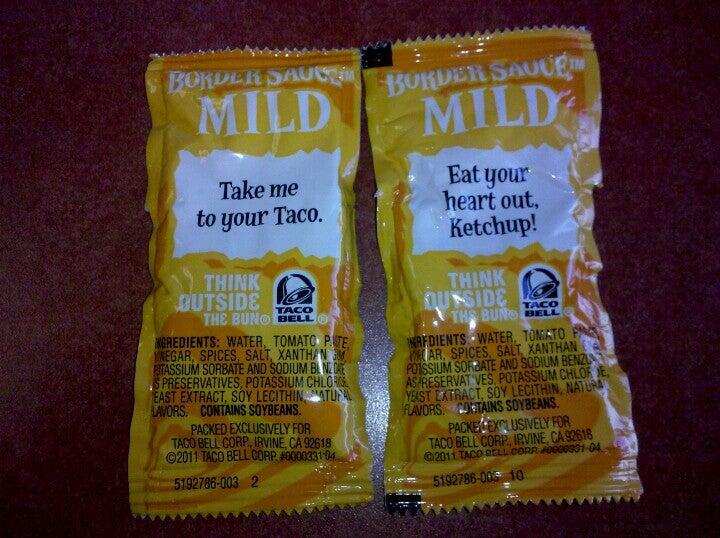 BORDER SAUCE™
MILD
Take me
to your Taco.
THINK
OUTSIDE
THE BUN®
TACO
BELL®
INGREDIENTS: WATER, TOMATO PASTE,
VINEGAR, SPICES, SALT, XANTHAN GUM,
POTASSIUM SORBATE AND SODIUM BENZOATE
AS PRESERVATIVES, POTASSIUM CHLORIDE,
YEAST EXTRACT, SOY LECITHIN, NATURAL
FLAVORS. CONTAINS SOYBEANS.
PACKED EXCLUSIVELY FOR
TACO BELL CORP., IRVINE, CA 92618
©2011 TACO BELL CORP. #0000331-04
5192786-003 2
BORDER SAUCE™
MILD
Eat your
heart out,
Ketchup!
THINK
OUTSIDE
THE BUN®
TACO
BELL®
INGREDIENTS: WATER, TOMATO
VINEGAR, SPICES, SALT, XANTHAN
POTASSIUM SORBATE AND SODIUM BENZOATE
AS PRESERVATIVES, POTASSIUM CHLORIDE,
YEAST EXTRACT, SOY LECITHIN, NATURAL
FLAVORS. CONTAINS SOYBEANS.
PACKED EXCLUSIVELY FOR
TACO BELL CORP., IRVINE, CA 92618
©2011 TACO BELL CORP. #0000331-04
5192786-003 10